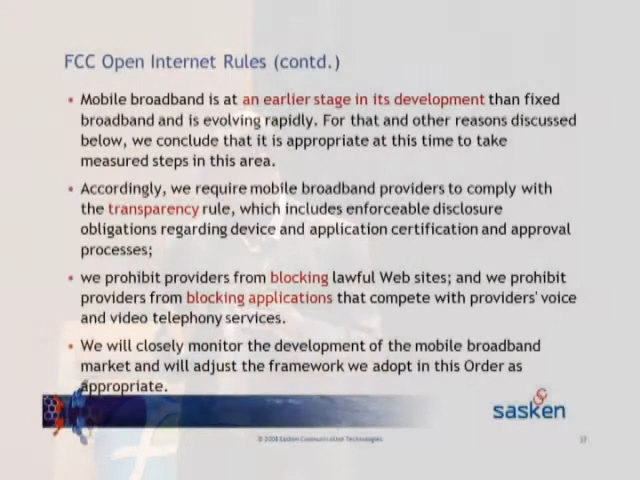 FCC Open Internet Rules (contd.)
• Mobile broadband is at an earlier stage in its development than fixed
broadband and is evolving rapidly. For that and other reasons discussed
below, we conclude that it is appropriate at this time to take
measured steps in this area.
• Accordingly, we require mobile broadband providers to comply with
the transparency rule, which includes enforceable disclosure
obligations regarding device and application certification and approval
processes;
• we prohibit providers from blocking lawful Web sites; and we prohibit
providers from blocking applications that compete with providers' voice
and video telephony services.
• We will closely monitor the development of the mobile broadband
market and will adjust the framework we adopt in this Order as
appropriate.
sasken
© 2008 Sasken Communication Technologies